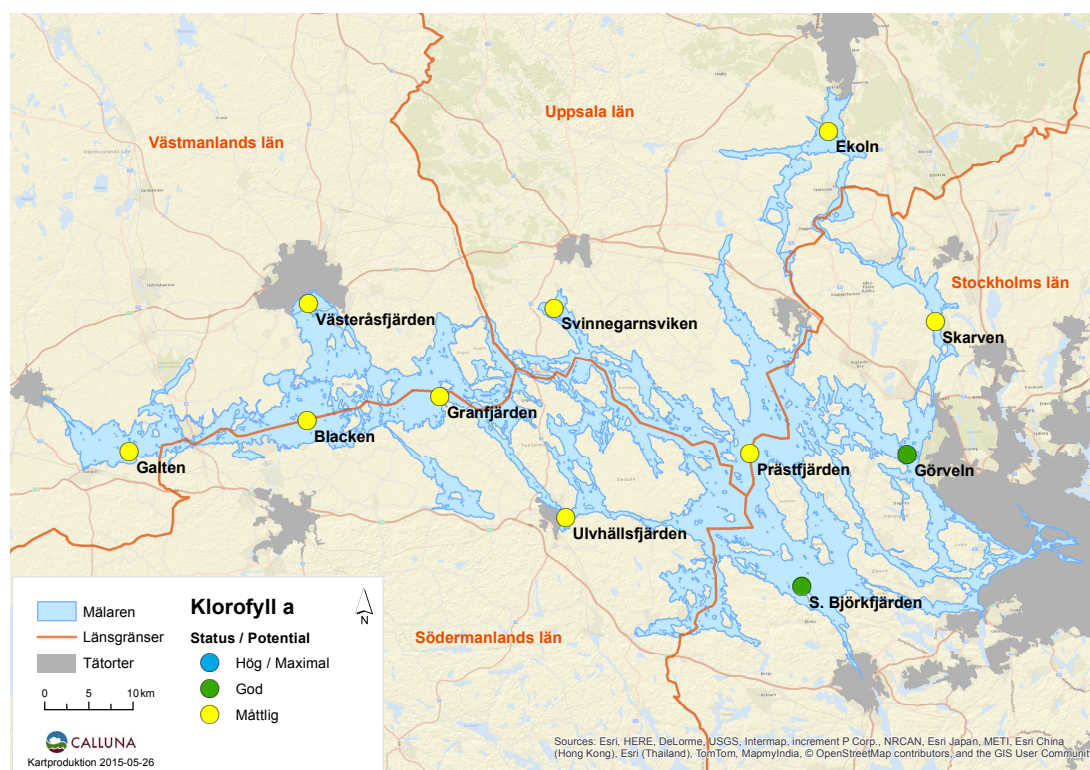 Uppsala län
Västmanlands län
Ekoln
Stockholms län
Västeråsfjärden
Svinnegarnsviken
Skarven
Granfjärden
Blacken
Galten
Prästfjärden
Görveln
Ulvhällsfjärden
S. Björkfjärden
Södermanlands län
Klorofyll a
N
Mälaren
Länsgränser
Tätorter
Status / Potential
Hög / Maximal
God
Måttlig
0 5 10 km
CALLUNA
Kartproduktion 2015-05-26
Sources: Esri, HERE, DeLorme, USGS, Intermap, increment P Corp., NRCAN, Esri Japan, METI, Esri China
(Hong Kong), Esri (Thailand), TomTom, MapmyIndia, © OpenStreetMap contributors, and the GIS User Communit